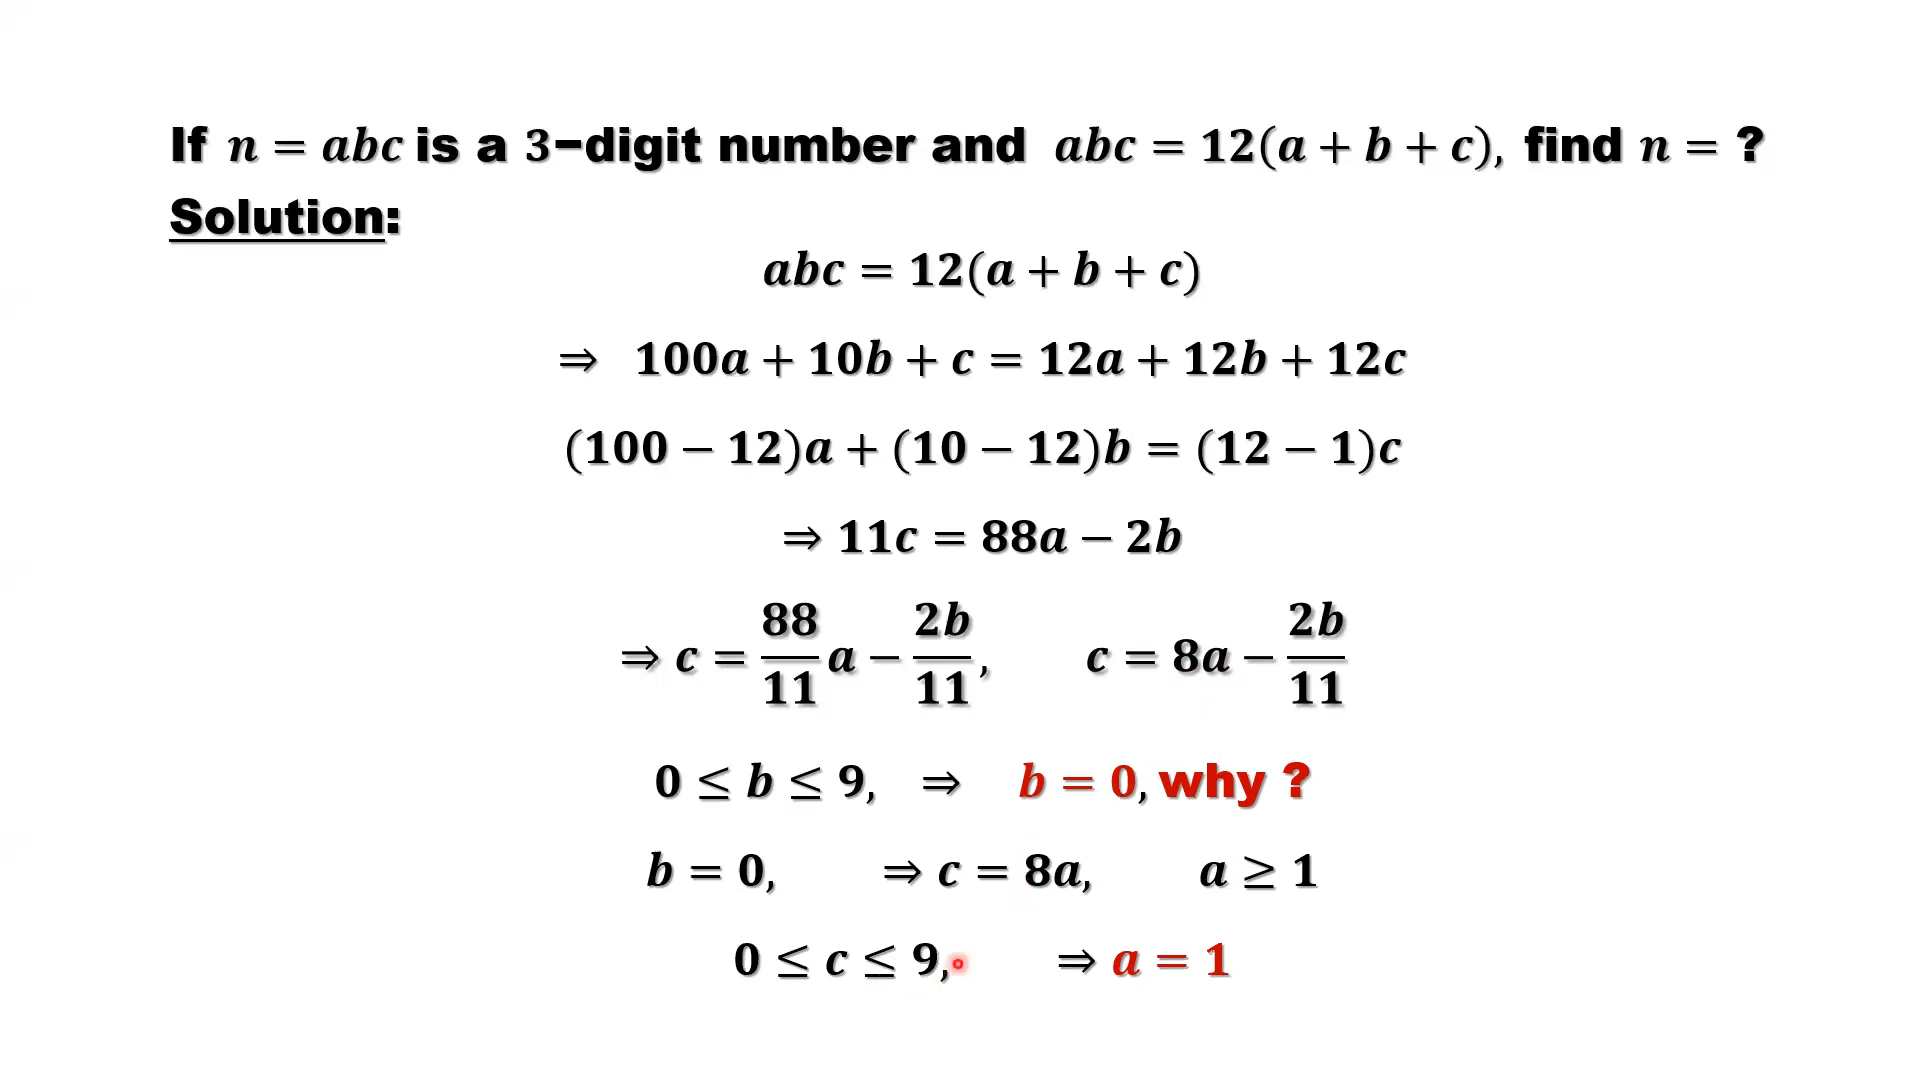 If n = abc is a 3−digit number and abc = 12(a + b + c), find n = ?
Solution:
abc = 12(a + b + c)
⇒ 100a + 10b + c = 12a + 12b + 12c
(100 − 12)a + (10 − 12)b = (12 − 1)c
⇒ 11c = 88a − 2b
⇒ c = 88/11 a − 2b/11, c = 8a − 2b/11
0 ≤ b ≤ 9, ⇒ b = 0, why ?
b = 0, ⇒ c = 8a, a ≥ 1
0 ≤ c ≤ 9, ⇒ a = 1